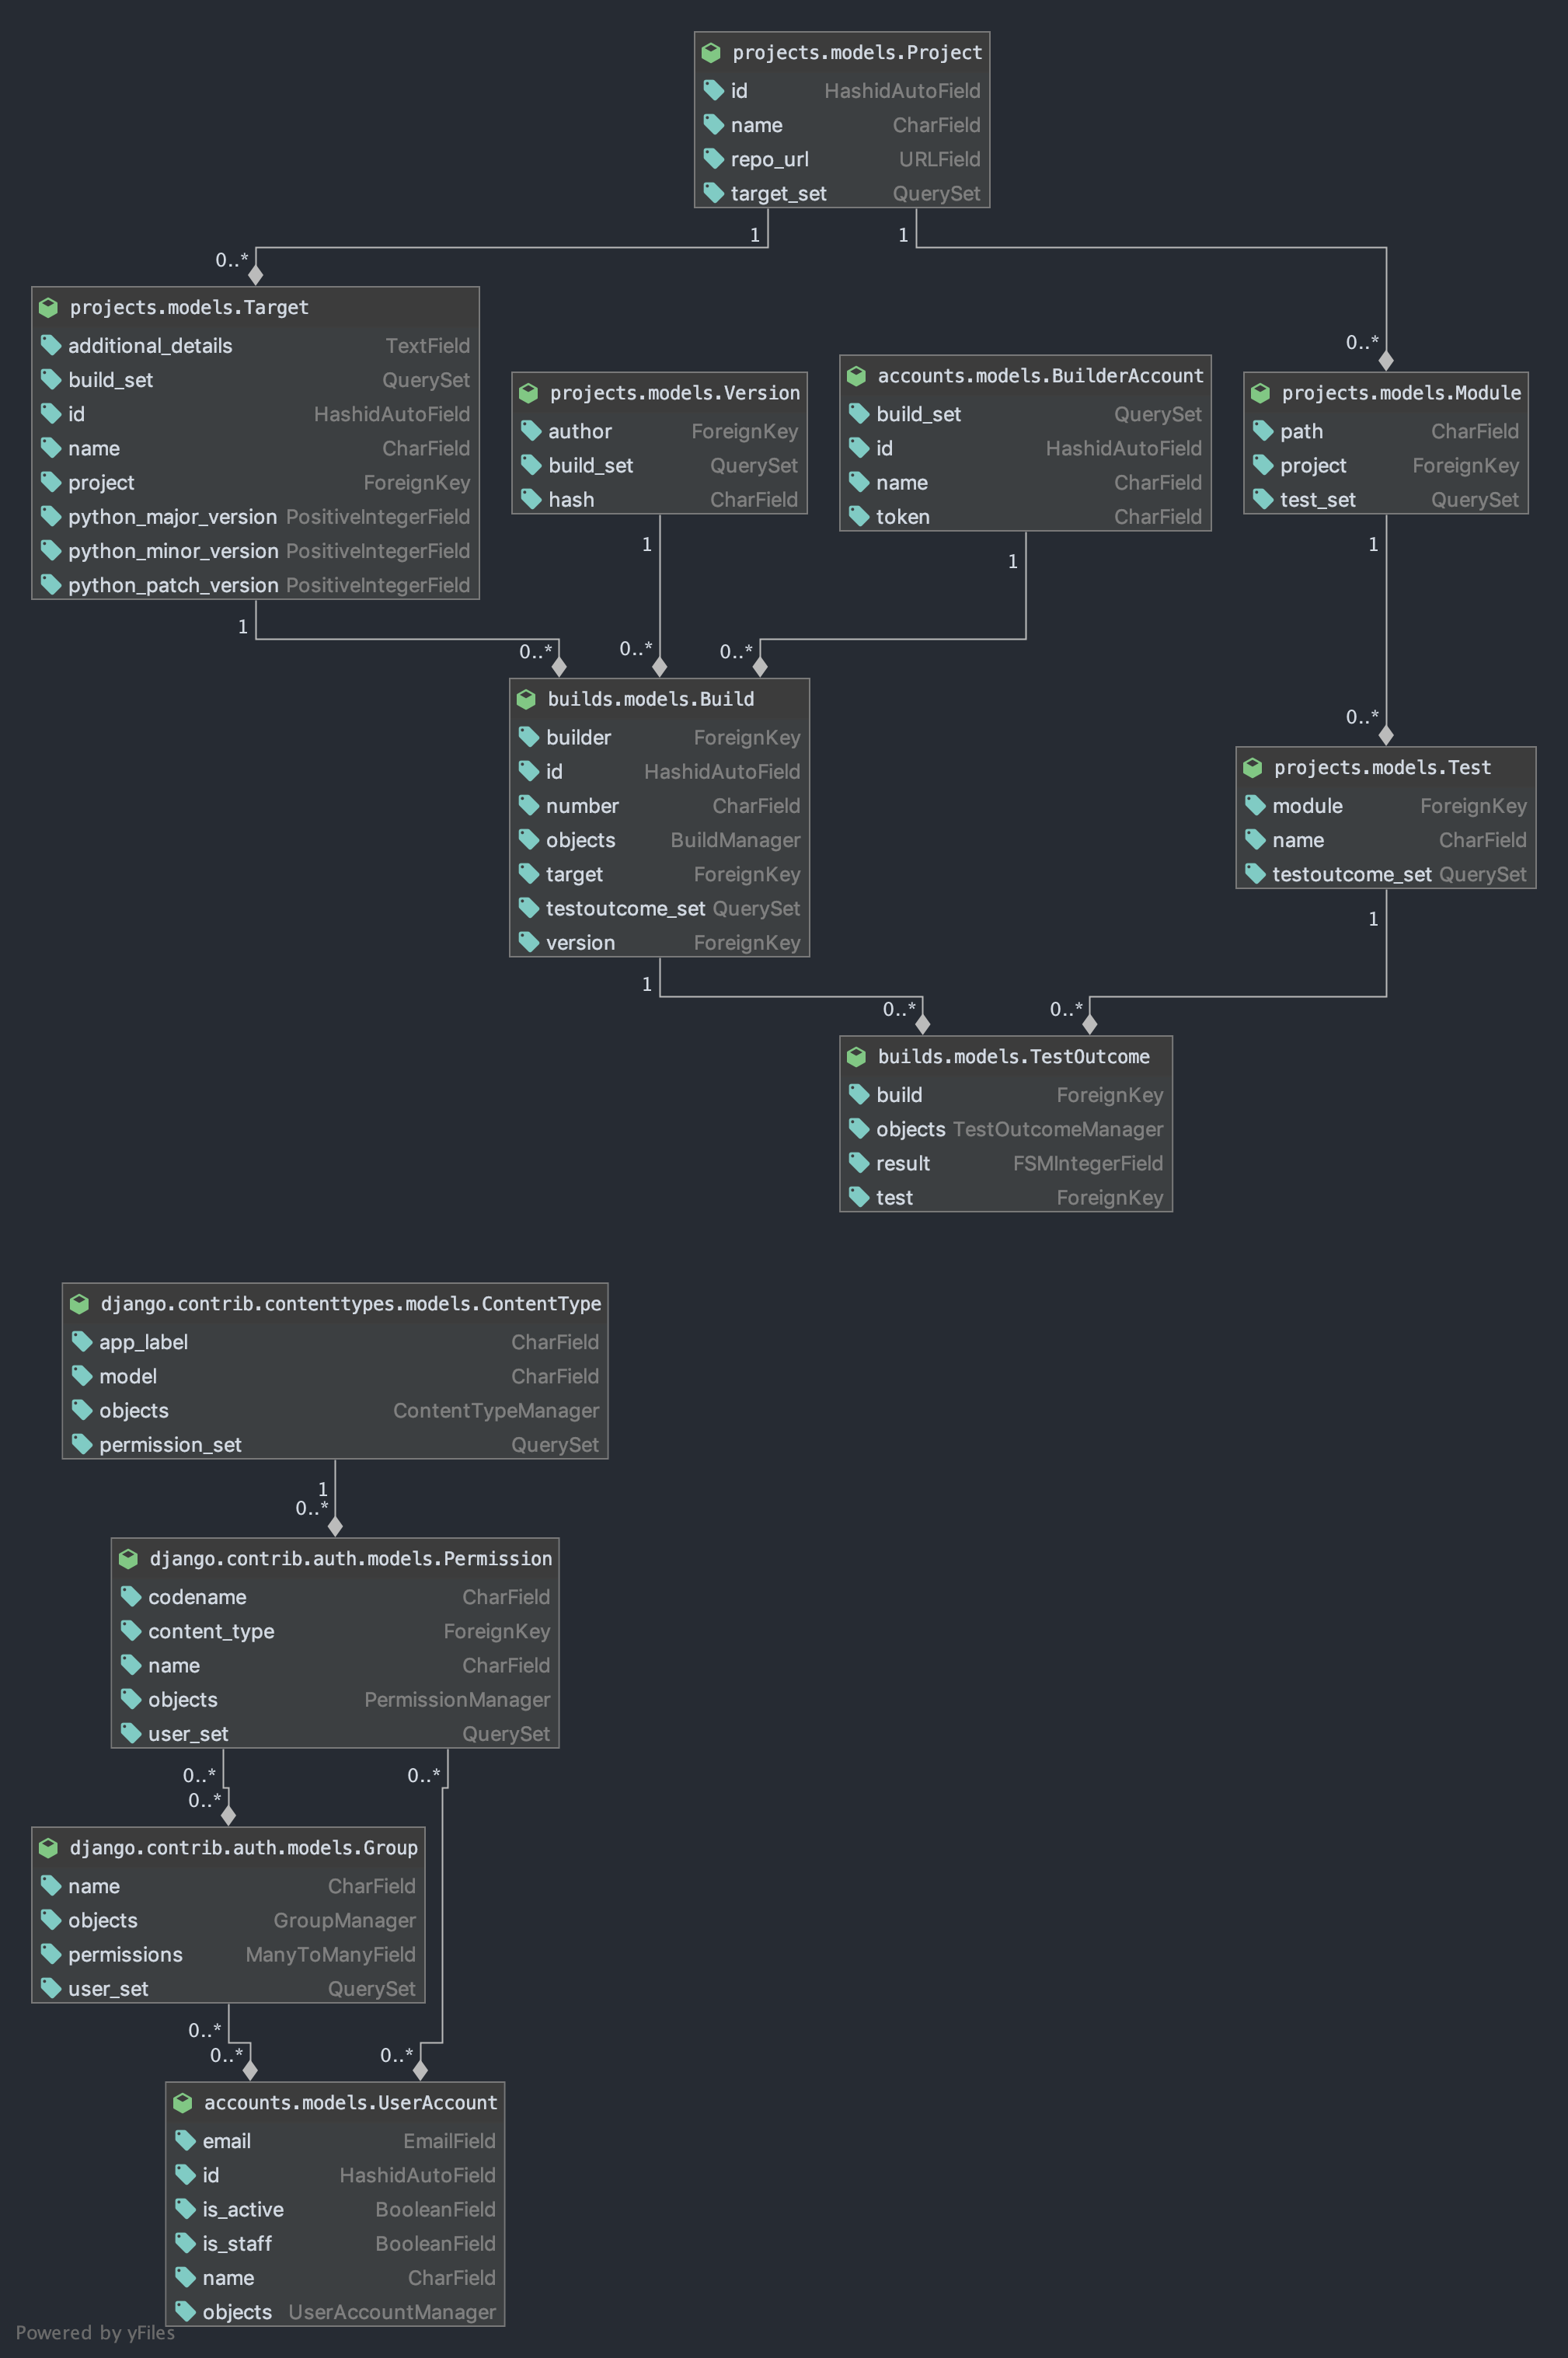 projects.models.Project
id HashidAutoField
name CharField
repo_url URLField
target_set QuerySet
1 1
0..*
0..*
projects.models.Target
additional_details TextField
build_set QuerySet
id HashidAutoField
name CharField
project ForeignKey
python_major_version PositiveIntegerField
python_minor_version PositiveIntegerField
python_patch_version PositiveIntegerField
projects.models.Version
author ForeignKey
build_set QuerySet
hash CharField
accounts.models.BuilderAccount
build_set QuerySet
id HashidAutoField
name CharField
token CharField
projects.models.Module
path CharField
project ForeignKey
test_set QuerySet
1
1
1
1
0..* 0..* 0..*
0..*
builds.models.Build
builder ForeignKey
id HashidAutoField
number CharField
objects BuildManager
target ForeignKey
testoutcome_set QuerySet
version ForeignKey
projects.models.Test
module ForeignKey
name CharField
testoutcome_set QuerySet
1
1
0..* 0..*
builds.models.TestOutcome
build ForeignKey
objects TestOutcomeManager
result FSMIntegerField
test ForeignKey
django.contrib.contenttypes.models.ContentType
app_label CharField
model CharField
objects ContentTypeManager
permission_set QuerySet
1
0..*
django.contrib.auth.models.Permission
codename CharField
content_type ForeignKey
name CharField
objects PermissionManager
user_set QuerySet
0..* 0..*
0..*
django.contrib.auth.models.Group
name CharField
objects GroupManager
permissions ManyToManyField
user_set QuerySet
0..*
0..* 0..*
accounts.models.UserAccount
email EmailField
id HashidAutoField
is_active BooleanField
is_staff BooleanField
name CharField
objects UserAccountManager
Powered by yFiles